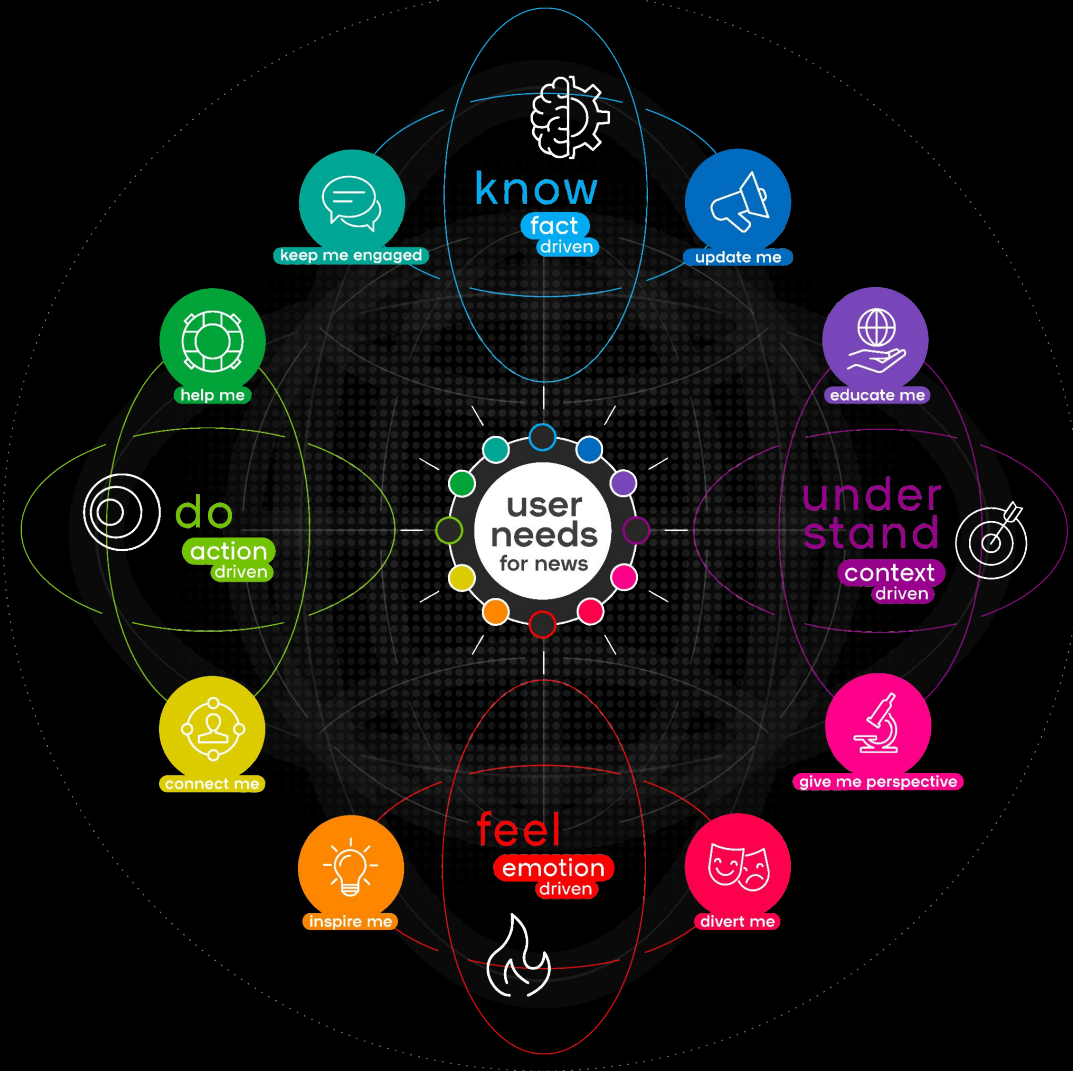 know
fact
driven
keep me engaged
update me
help me
educate me
user
needs
for news
do
action
driven
under
stand
context
driven
connect me
give me perspective
feel
emotion
driven
inspire me
divert me